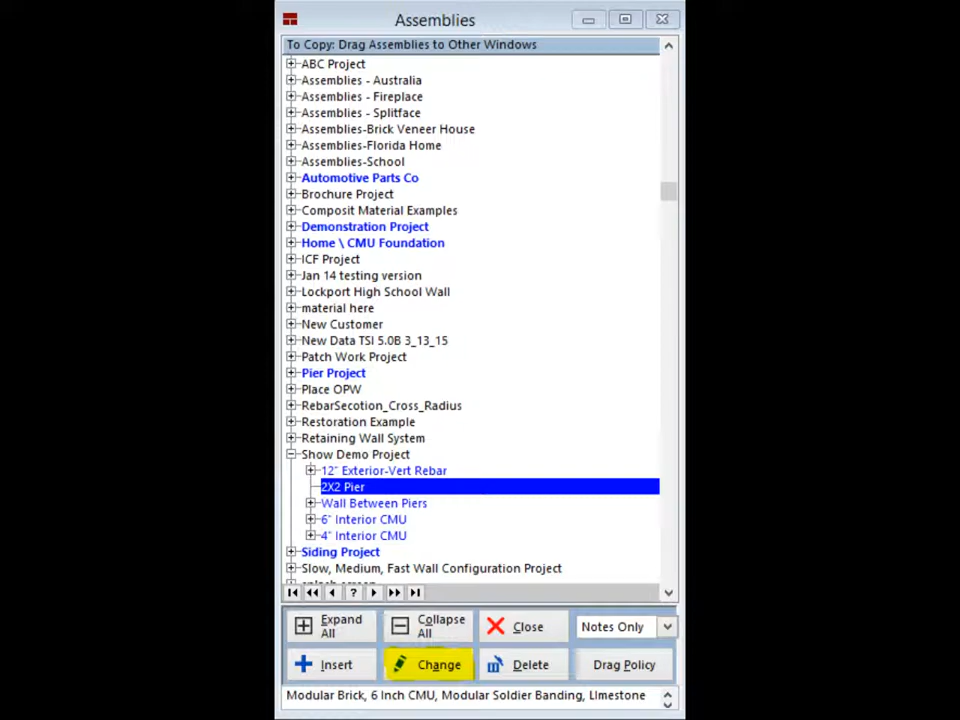 Assemblies
To Copy: Drag Assemblies to Other Windows
ABC Project
Assemblies - Australia
Assemblies - Fireplace
Assemblies - Splitface
Assemblies-Brick Veneer House
Assemblies-Florida Home
Assemblies-School
Automotive Parts Co
Brochure Project
Composit Material Examples
Demonstration Project
Home \ CMU Foundation
ICF Project
Jan 14 testing version
Lockport High School Wall
material here
New Customer
New Data TSI 5.0B 3_13_15
Patch Work Project
Pier Project
Place OPW
RebarSecotion_Cross_Radius
Restoration Example
Retaining Wall System
Show Demo Project
12" Exterior-Vert Rebar
2X2 Pier
Wall Between Piers
6" Interior CMU
4" Interior CMU
Siding Project
Slow, Medium, Fast Wall Configuration Project
splash screen
?
Expand All
Collapse All
Close
Notes Only
Insert
Change
Delete
Drag Policy
Modular Brick, 6 Inch CMU, Modular Soldier Banding, LImestone